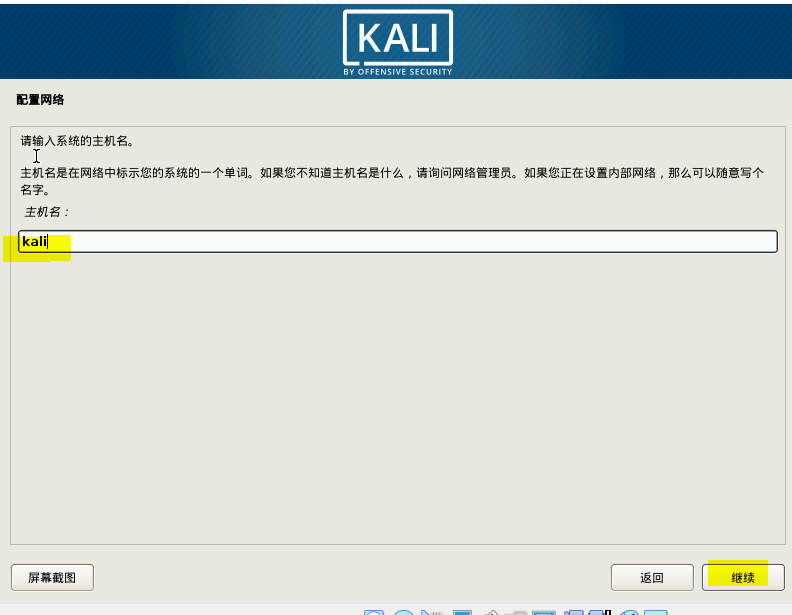 KALI
BY OFFENSIVE SECURITY
配置网络
请输入系统的主机名。
主机名是在网络中标示您的系统的一个单词。如果您不知道主机名是什么，请询问网络管理员。如果您正在设置内部网络，那么可以随意写个
名字。
主机名：
kali
屏幕截图
返回
继续